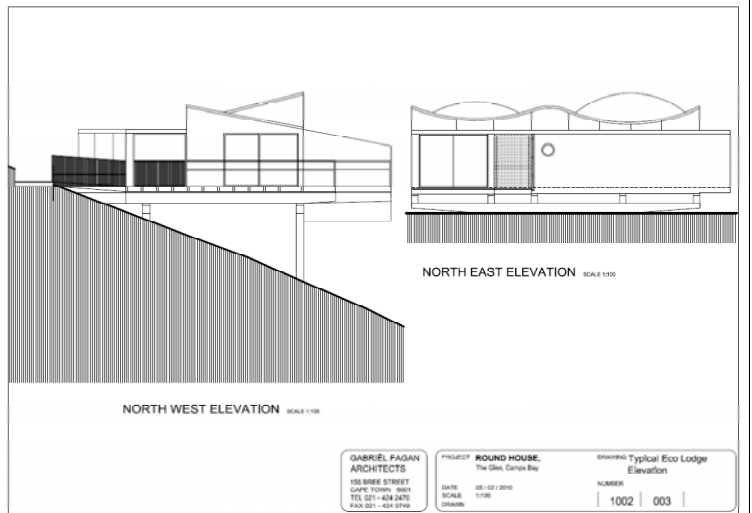 NORTH EAST ELEVATION SCALE 1:100
NORTH WEST ELEVATION SCALE 1:100
GABRIËL FAGAN
ARCHITECTS
156 BREE STREET
CAPE TOWN 8001
TEL 021 - 424 2470
FAX 021 - 424 0749
PROJECT ROUND HOUSE,
The Glen, Camps Bay
DATE 05 / 02 / 2010
SCALE 1:100
DRAWN
DRAWING Typical Eco Lodge
Elevation
NUMBER
1002 003